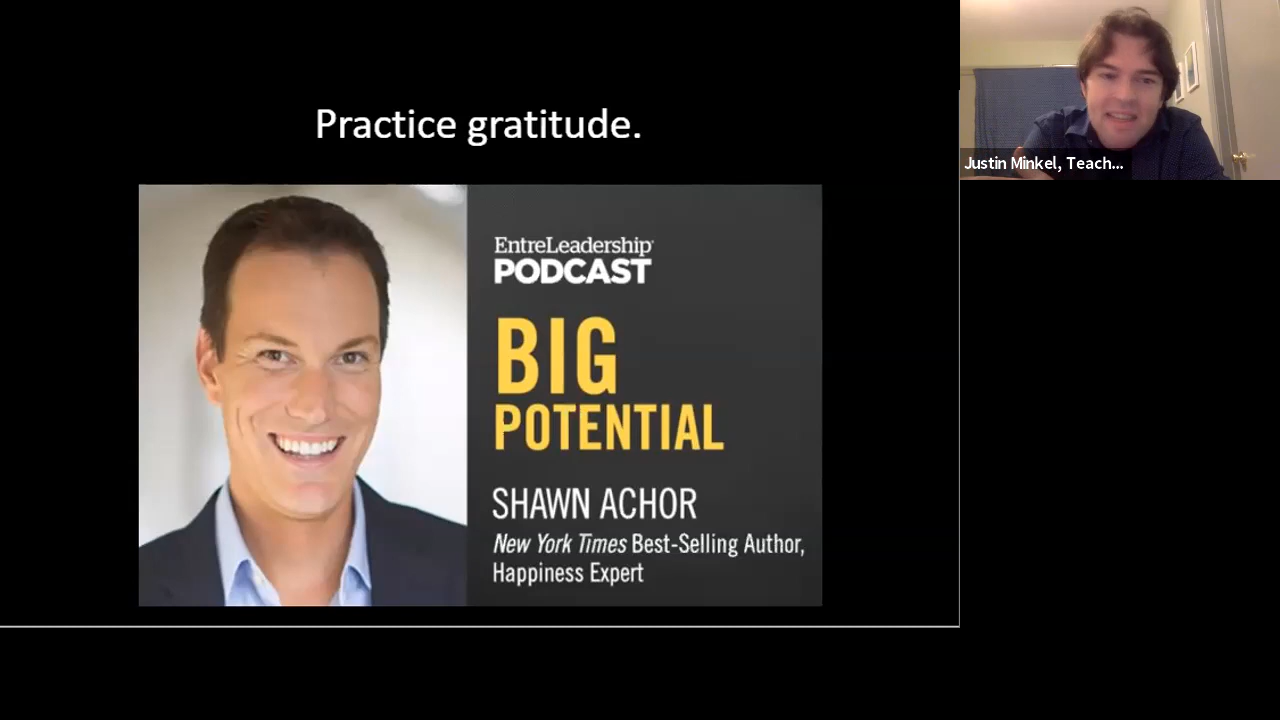 Practice gratitude.
EntreLeadership
PODCAST
BIG
POTENTIAL
SHAWN ACHOR
New York Times Best-Selling Author,
Happiness Expert
Justin Minkel, Teach...